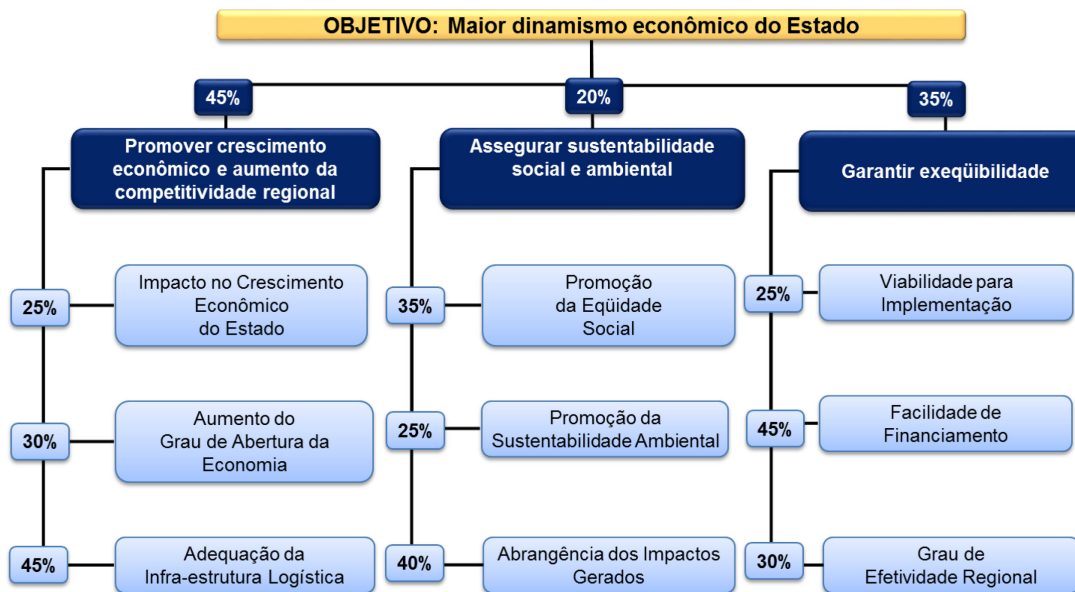 OBJETIVO: Maior dinamismo econômico do Estado
45%
20%
35%
Promover crescimento
econômico e aumento da
competitividade regional
Assegurar sustentabilidade
social e ambiental
Garantir exeqüibilidade
25%
Impacto no Crescimento
Econômico
do Estado
35%
Promoção
da Eqüidade
Social
25%
Viabilidade para
Implementação
30%
Aumento do
Grau de Abertura da
Economia
25%
Promoção da
Sustentabilidade Ambiental
45%
Facilidade de
Financiamento
45%
Adequação da
Infra-estrutura Logística
40%
Abrangência dos Impactos
Gerados
30%
Grau de
Efetividade Regional